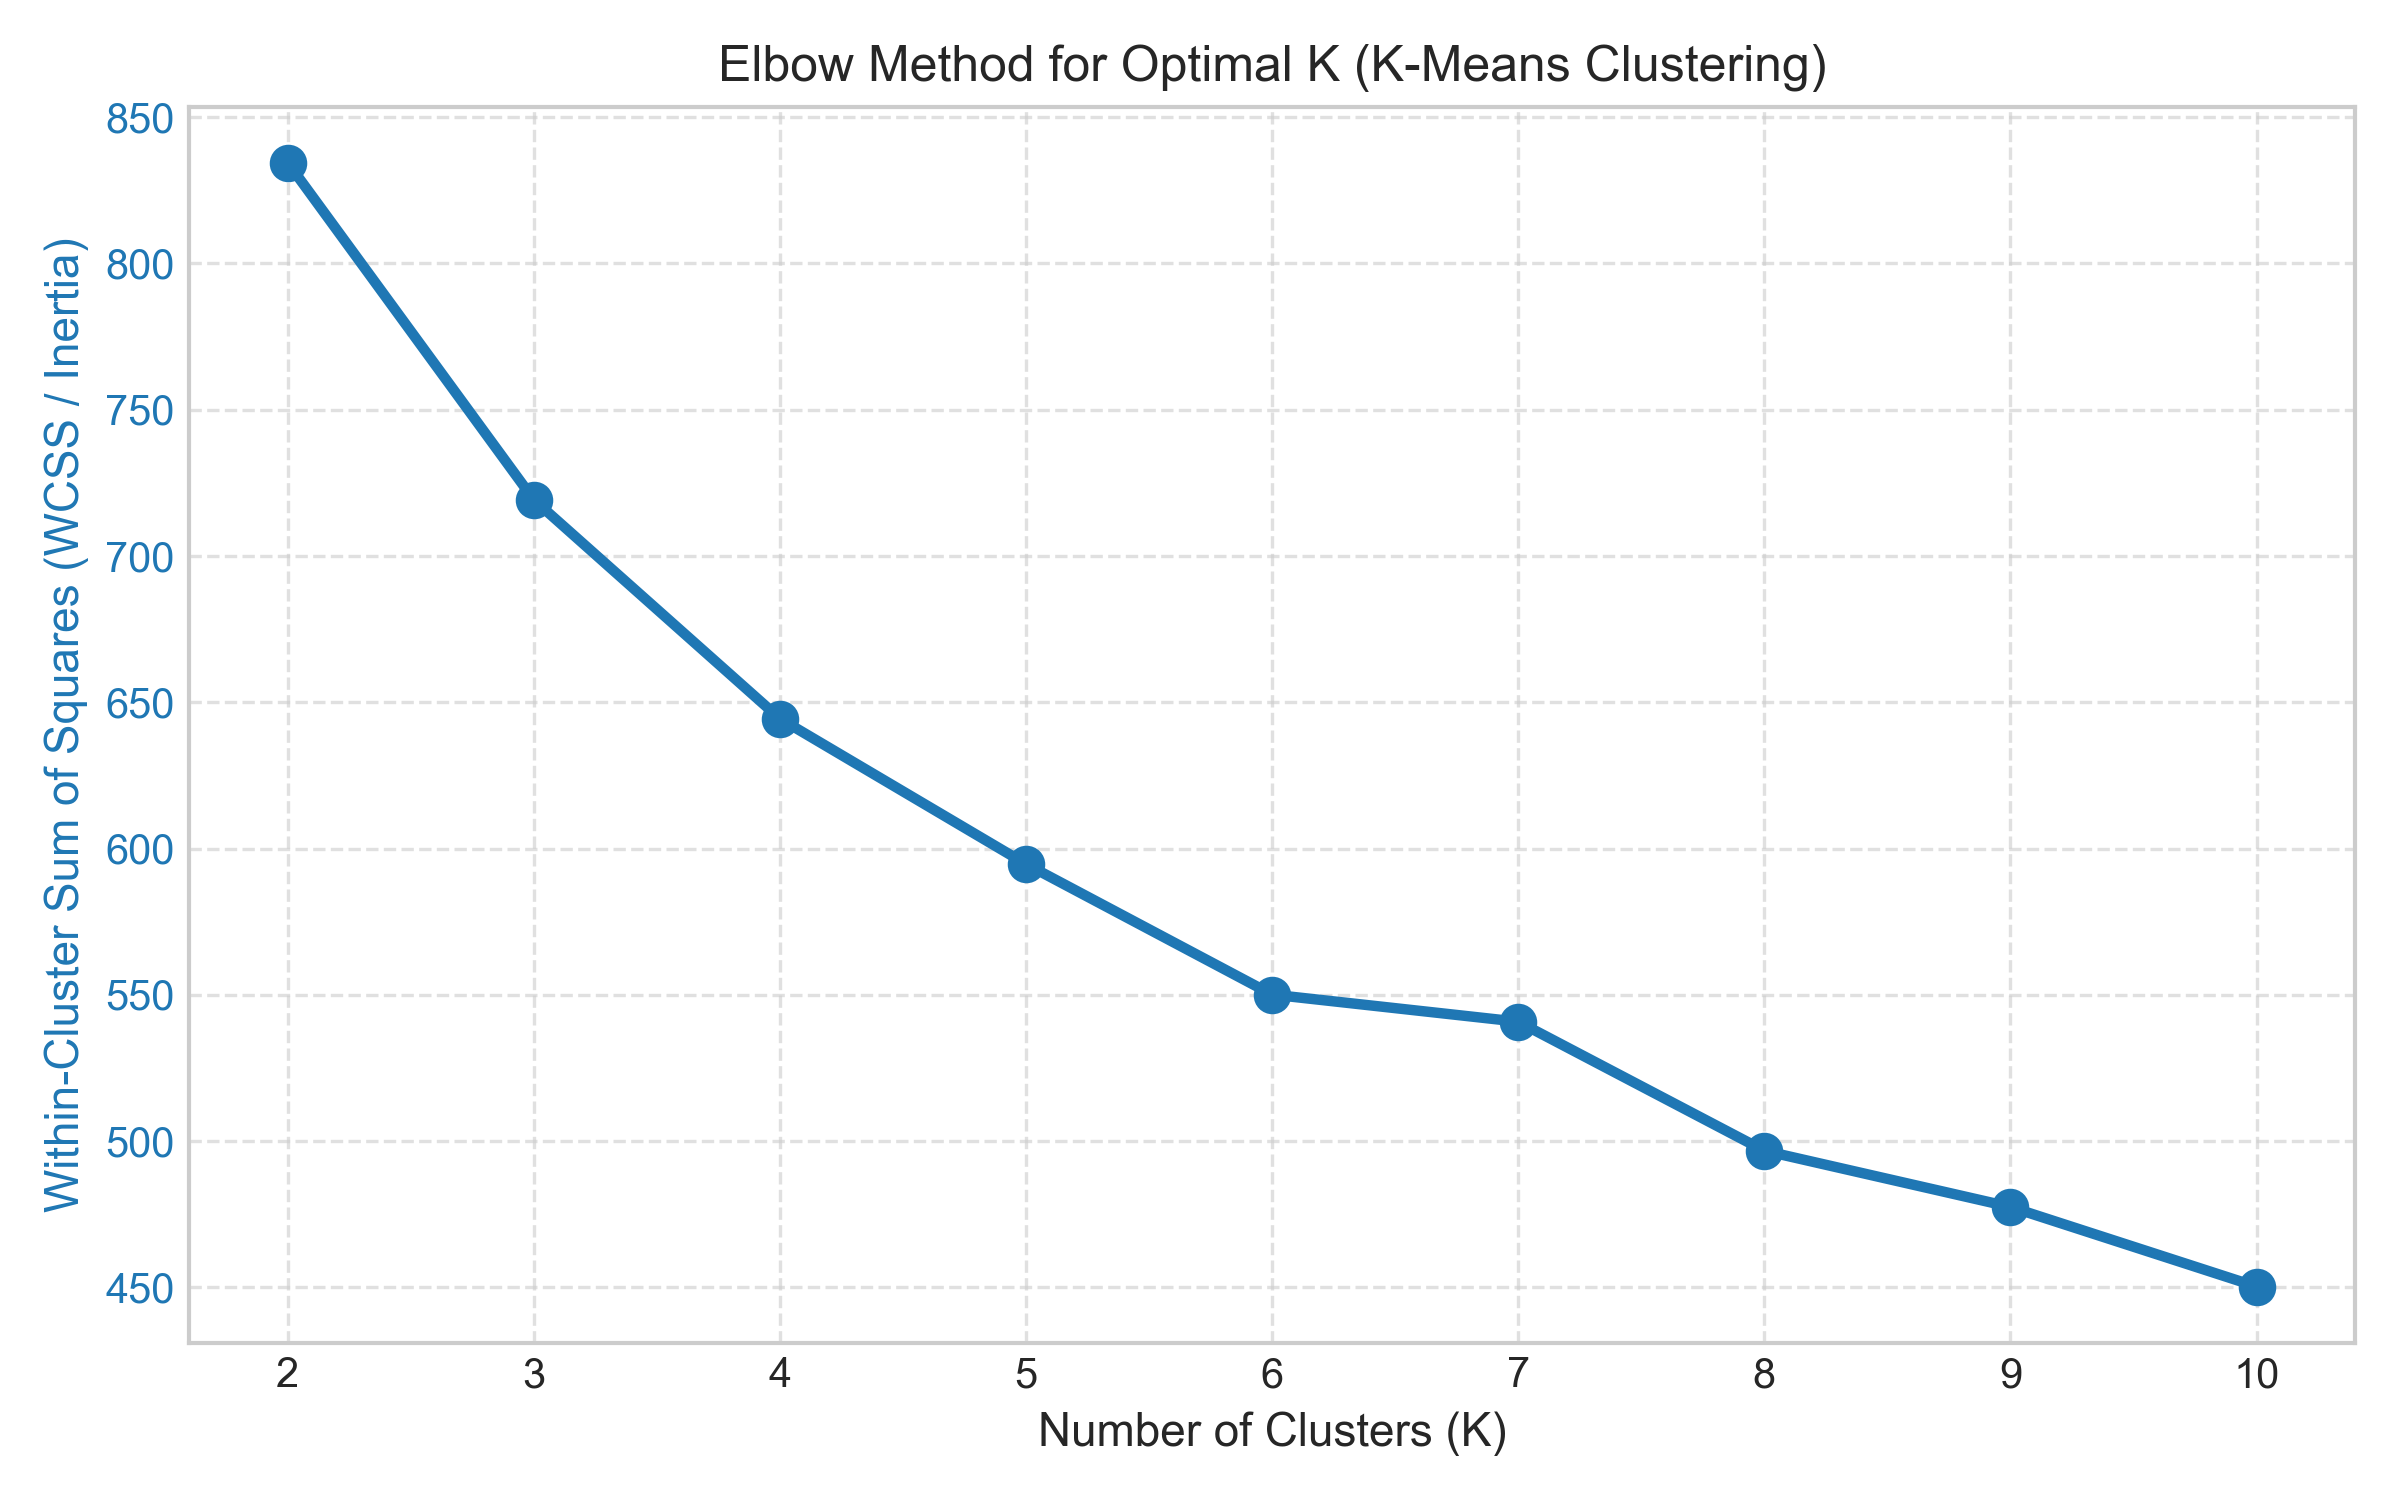 Elbow Method for Optimal K (K-Means Clustering)
Within-Cluster Sum of Squares (WCSS / Inertia)
850
800
750
700
650
600
550
500
450
2 3 4 5 6 7 8 9 10
Number of Clusters (K)